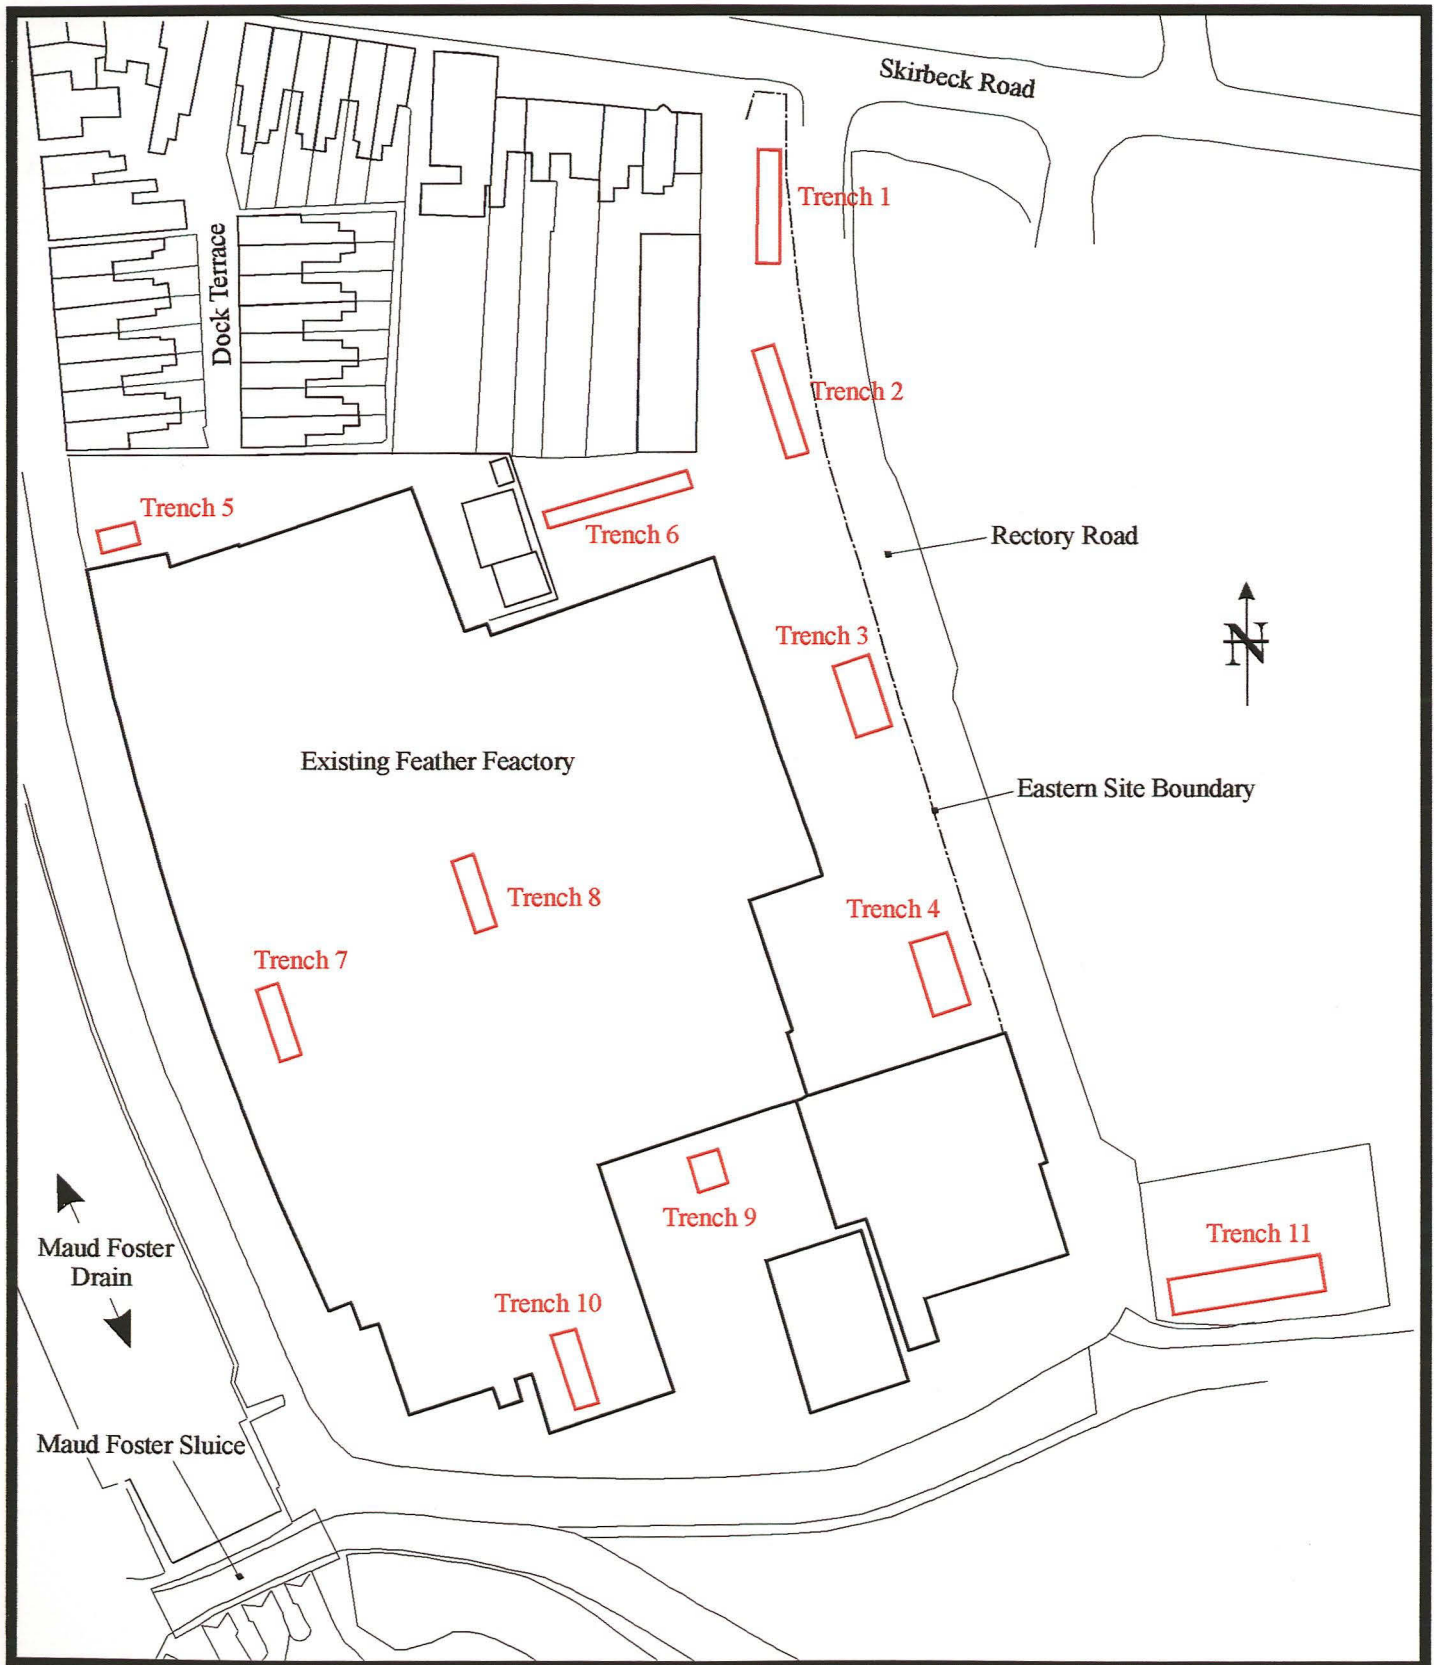 Skirbeck Road
Trench 1
Dock Terrace
Trench 2
Trench 5
Trench 6
Rectory Road
Trench 3
N
Existing Feather Feactory
Eastern Site Boundary
Trench 8
Trench 4
Trench 7
Trench 9
Maud Foster
Drain
Trench 11
Trench 10
Maud Foster Sluice